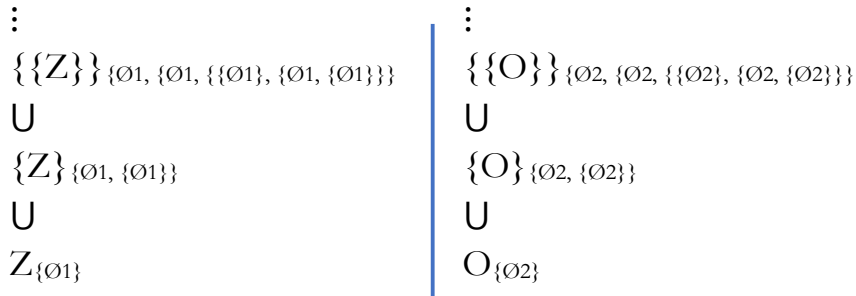 ⋮
{{Z}}{Ø1, {Ø1, {{Ø1}, {Ø1, {Ø1}}}}
∪
{Z}{Ø1, {Ø1}}
∪
Z{Ø1}
⋮
{{O}}{Ø2, {Ø2, {{Ø2}, {Ø2, {Ø2}}}}
∪
{O}{Ø2, {Ø2}}
∪
O{Ø2}